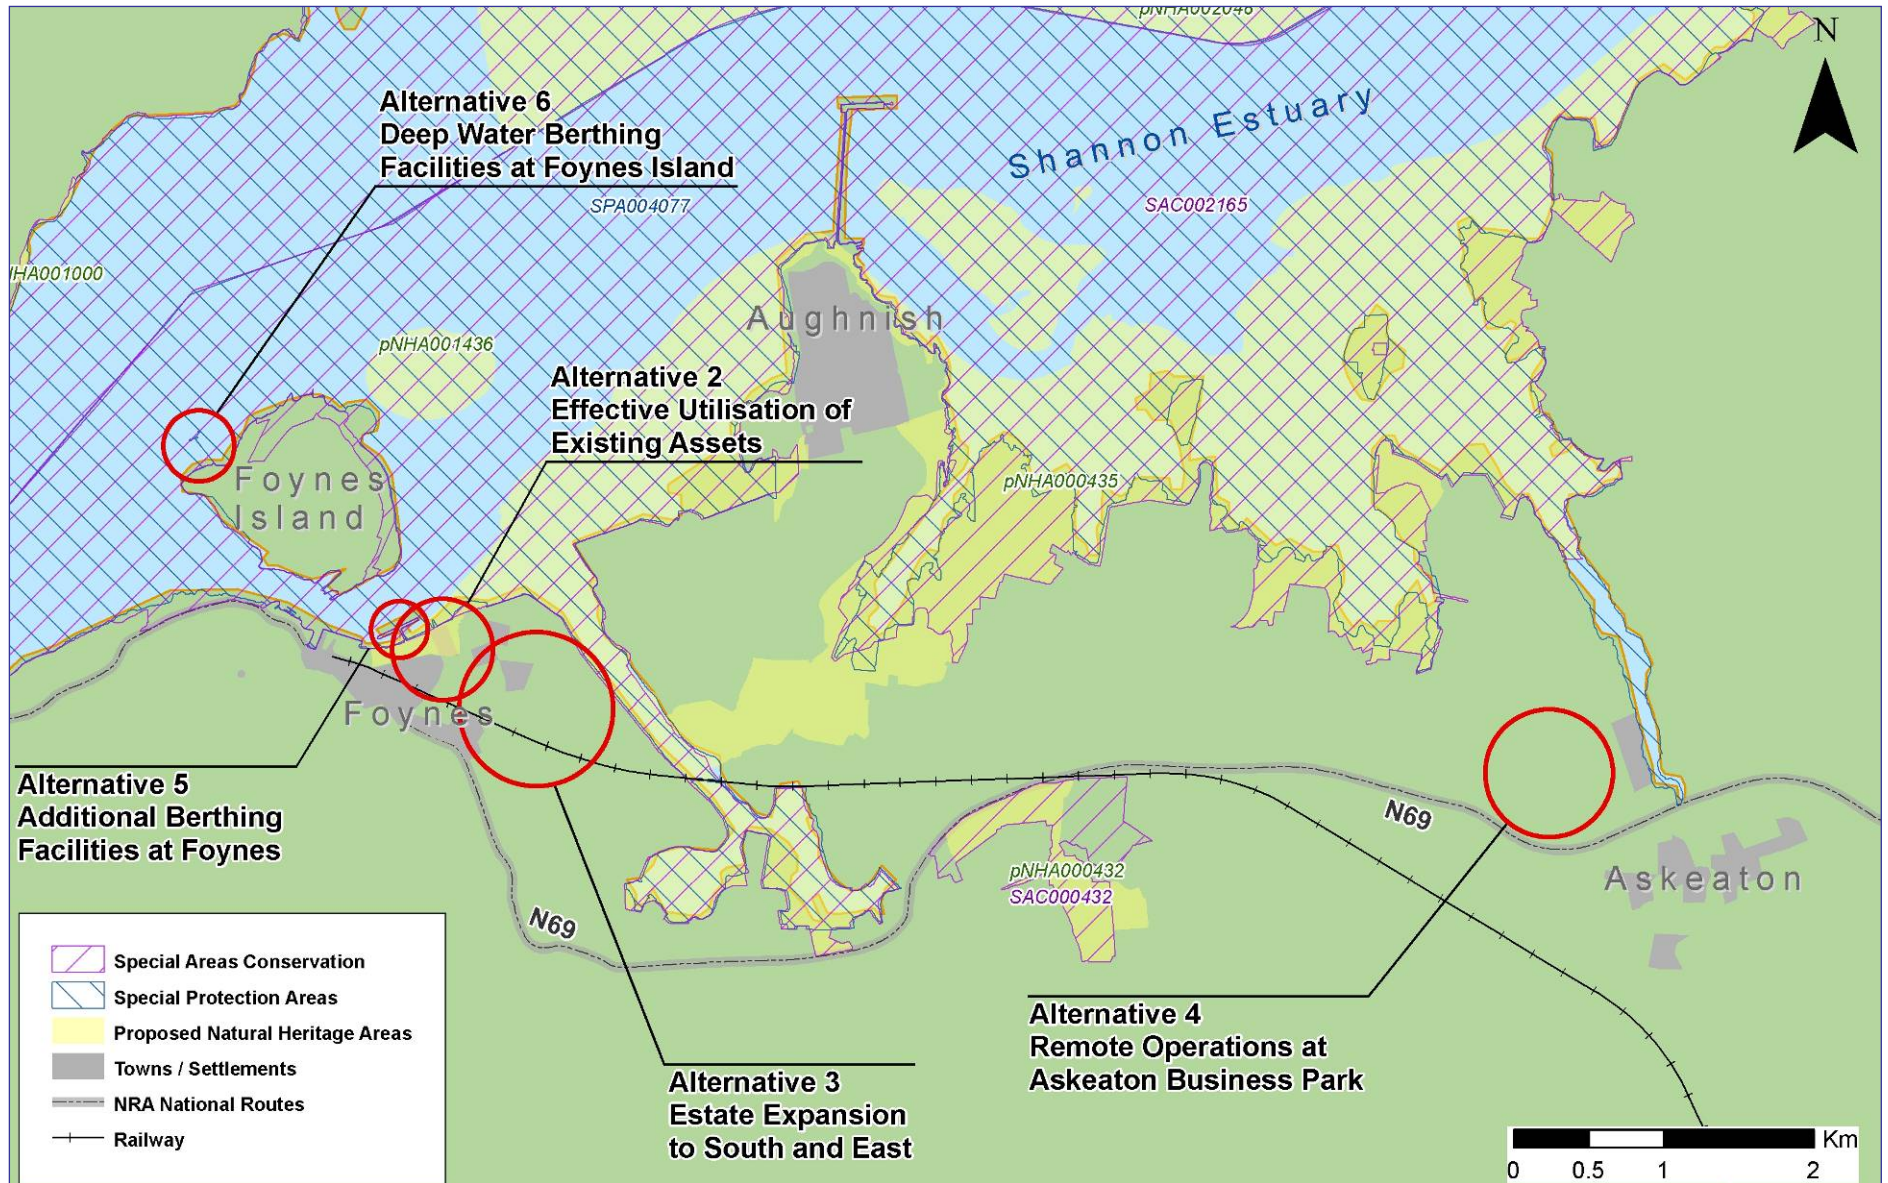 pNHA002048
N
Alternative 6
Deep Water Berthing
Facilities at Foynes Island
Shannon Estuary
SPA004077
SAC002165
HA001000
Aughnish
pNHA001436
Alternative 2
Effective Utilisation of
Existing Assets
Foynes
Island
pNHA000435
Foynes
Alternative 5
Additional Berthing
Facilities at Foynes
N69
pNHA000432
SAC000432
Askeaton
N69
Special Areas Conservation
Special Protection Areas
Proposed Natural Heritage Areas
Towns / Settlements
NRA National Routes
Railway
Alternative 3
Estate Expansion
to South and East
Alternative 4
Remote Operations at
Askeaton Business Park
Km
0 0.5 1 2